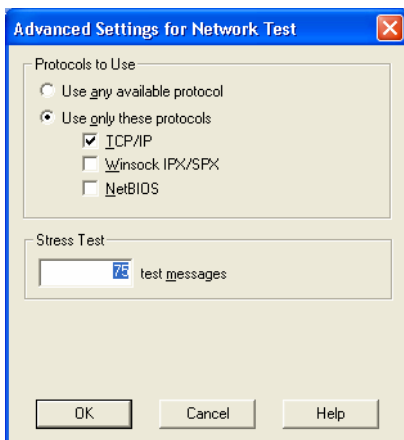 Advanced Settings for Network Test
Protocols to Use
Use any available protocol
Use only these protocols
TCP/IP
Winsock IPX/SPX
NetBIOS
Stress Test
75 test messages
OK Cancel Help